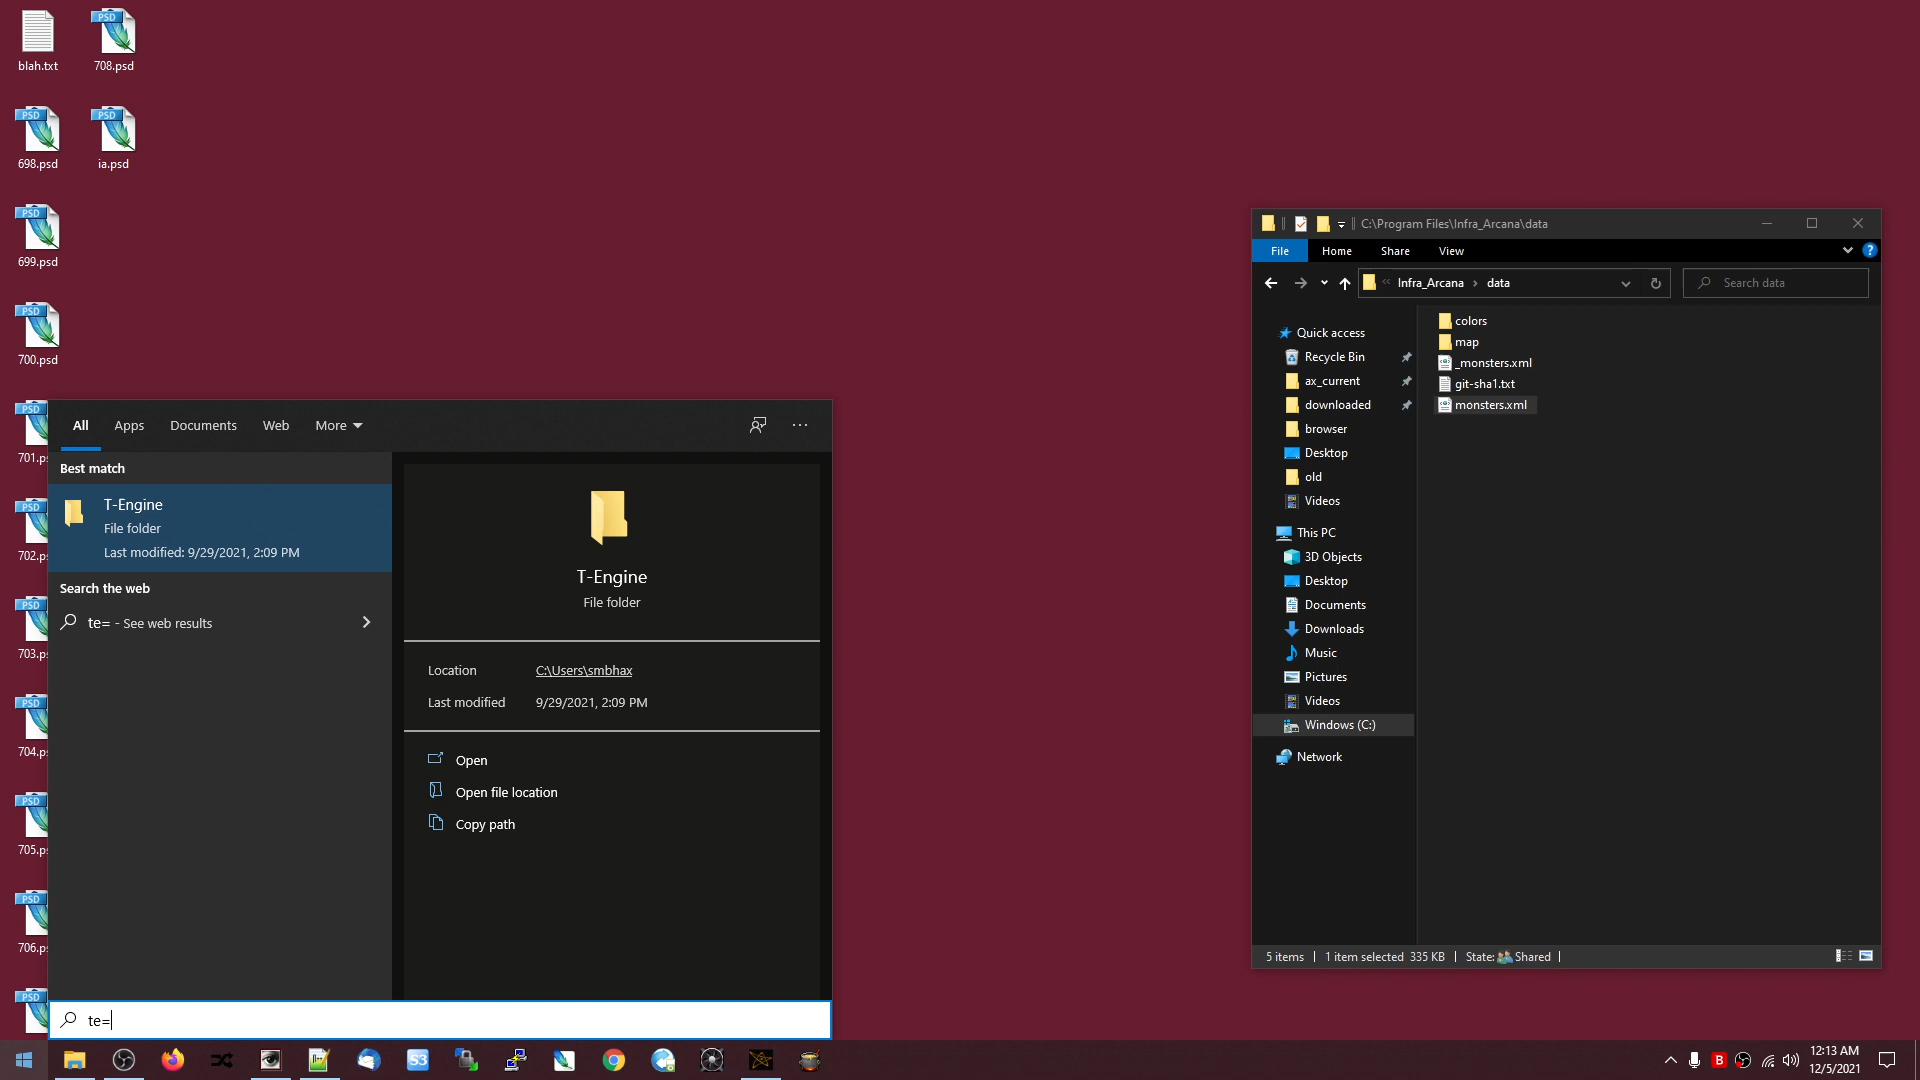 blah.txt
708.psd
698.psd
ia.psd
699.psd
700.psd
701.ps
702.ps
703.ps
704.ps
705.ps
706.ps
All
Apps
Documents
Web
More
Best match
T-Engine
File folder
Last modified: 9/29/2021, 2:09 PM
Search the web
te= - See web results
T-Engine
File folder
Location
C:\Users\smbhax
Last modified
9/29/2021, 2:09 PM
Open
Open file location
Copy path
te=
C:\Program Files\Infra_Arcana\data
File
Home
Share
View
Infra_Arcana › data
Search data
Quick access
Recycle Bin
ax_current
downloaded
browser
Desktop
old
Videos
This PC
3D Objects
Desktop
Documents
Downloads
Music
Pictures
Videos
Windows (C:)
Network
colors
map
_monsters.xml
git-sha1.txt
monsters.xml
5 items
1 item selected 335 KB
State: Shared
12:13 AM
12/5/2021